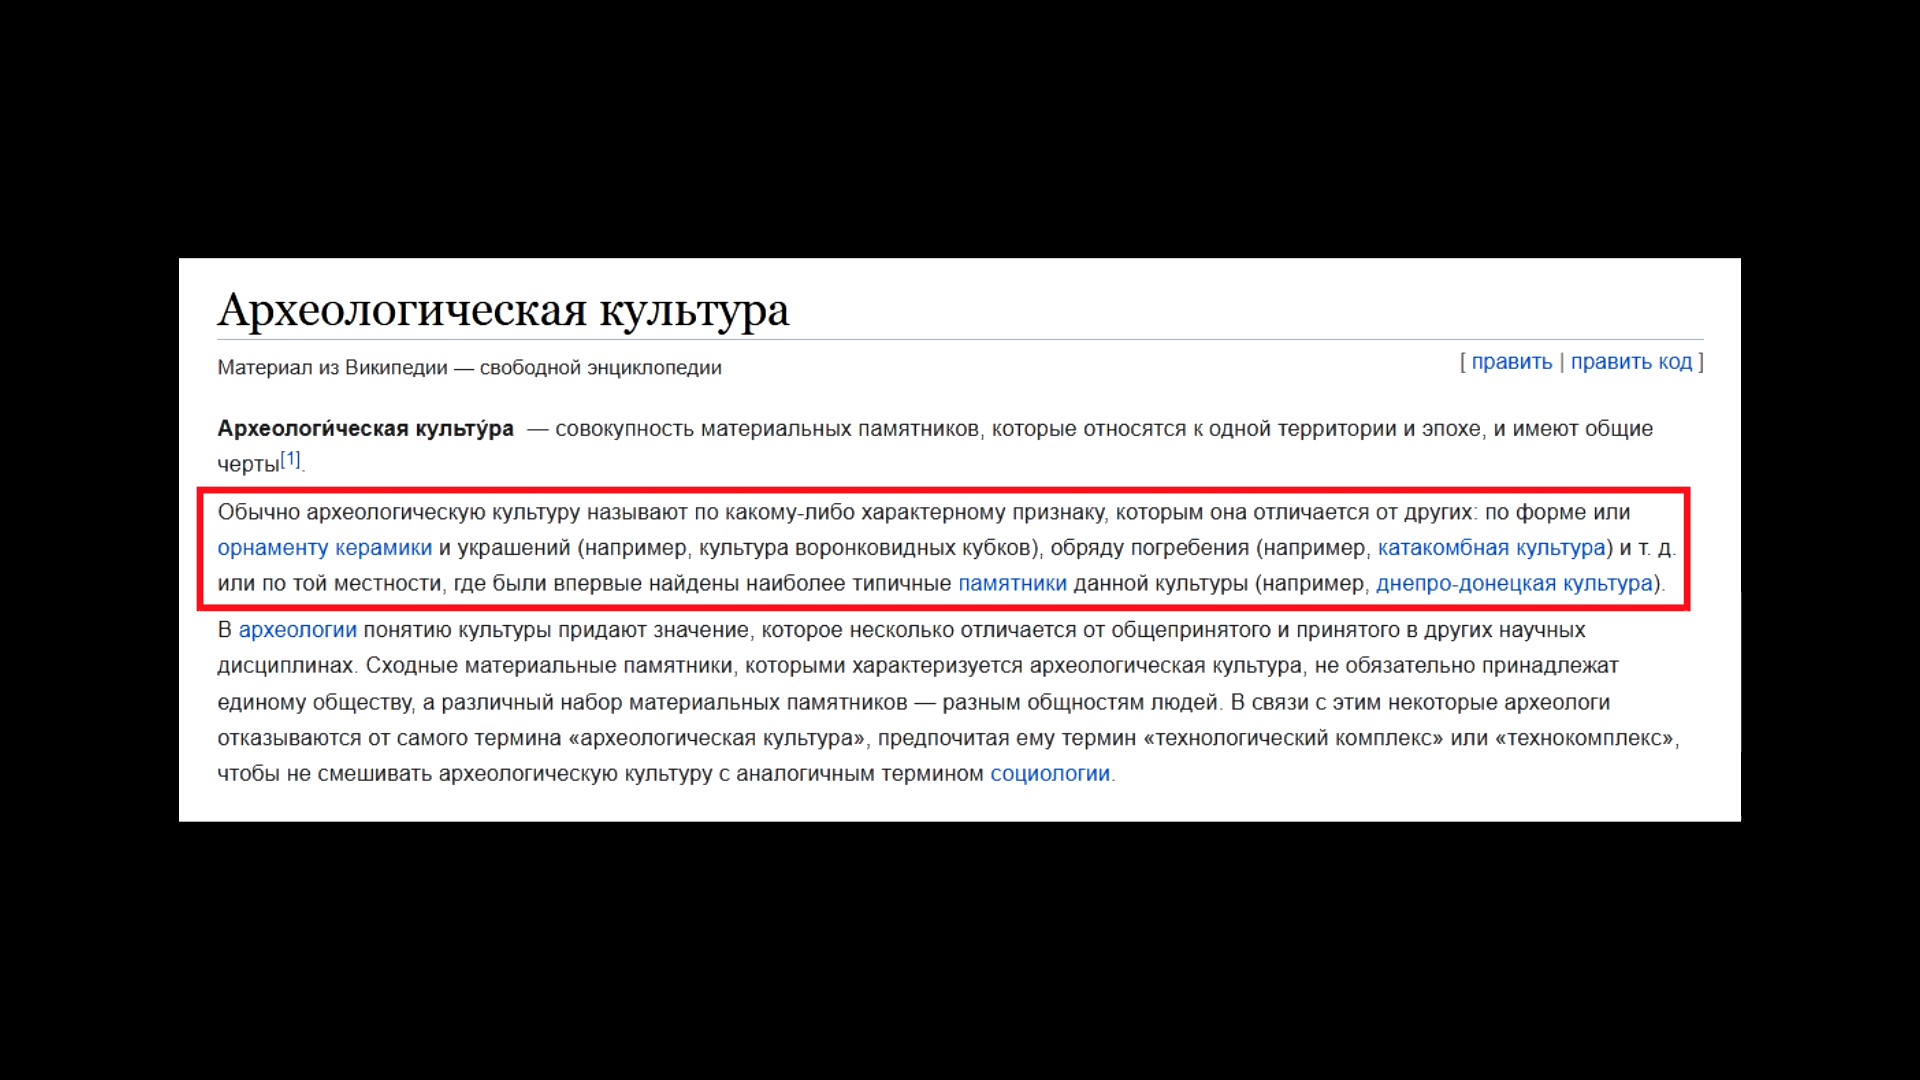 Археологическая культура
Материал из Википедии — свободной энциклопедии
[ править | править код ]
Археологи́ческая культу́ра — совокупность материальных памятников, которые относятся к одной территории и эпохе, и имеют общие
черты[1].
Обычно археологическую культуру называют по какому-либо характерному признаку, которым она отличается от других: по форме или
орнаменту керамики и украшений (например, культура воронковидных кубков), обряду погребения (например, катакомбная культура) и т. д.
или по той местности, где были впервые найдены наиболее типичные памятники данной культуры (например, днепро-донецкая культура).
В археологии понятию культуры придают значение, которое несколько отличается от общепринятого и принятого в других научных
дисциплинах. Сходные материальные памятники, которыми характеризуется археологическая культура, не обязательно принадлежат
единому обществу, а различный набор материальных памятников — разным общностям людей. В связи с этим некоторые археологи
отказываются от самого термина «археологическая культура», предпочитая ему термин «технологический комплекс» или «технокомплекс»,
чтобы не смешивать археологическую культуру с аналогичным термином социологии.